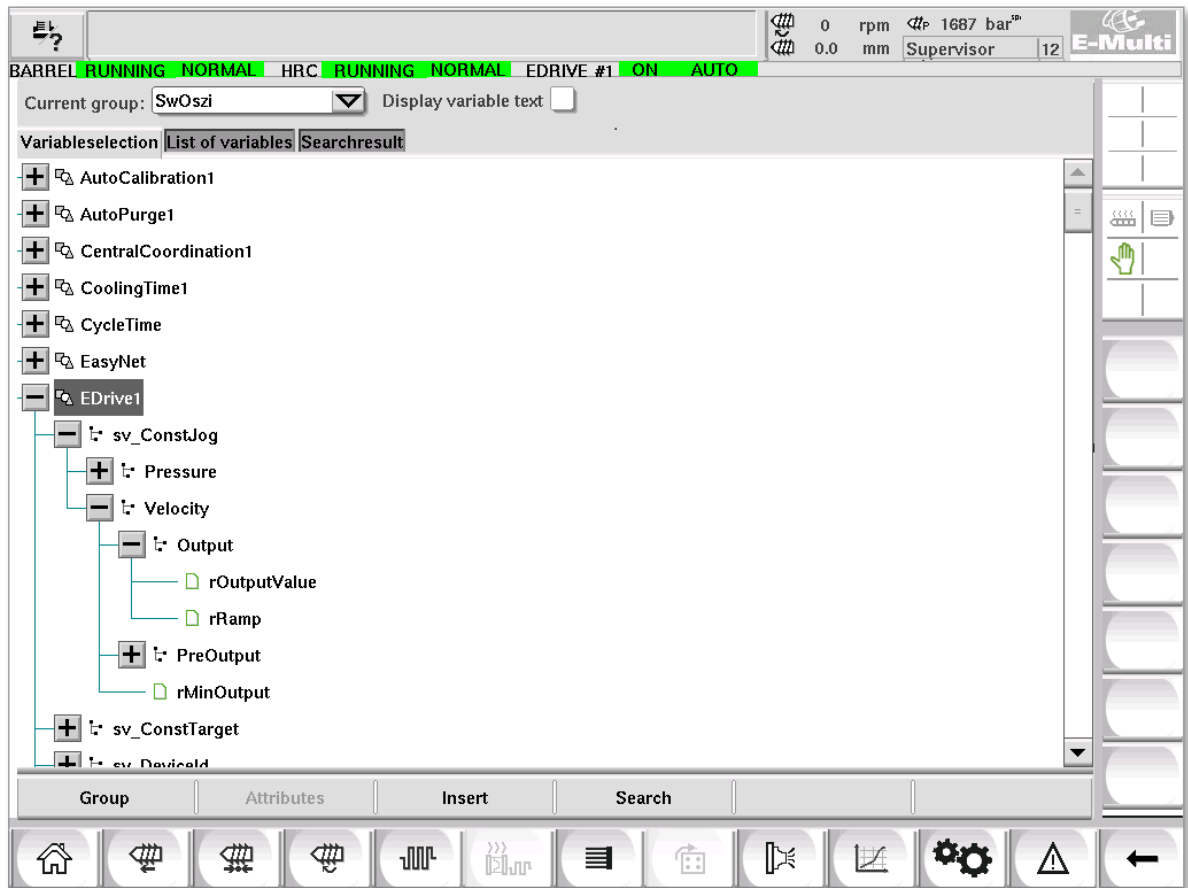 ?
0 rpm P 1687 bar spi
0.0 mm Supervisor 12
E-Multi
BARREL RUNNING NORMAL HRC RUNNING NORMAL EDRIVE #1 ON AUTO
Current group: SwOszi Display variable text
Variableselection List of variables Searchresult
AutoCalibration1
AutoPurge1
CentralCoordination1
CoolingTime1
CycleTime
EasyNet
EDrive1
sv_ConstJog
Pressure
Velocity
Output
rOutputValue
rRamp
PreOutput
rMinOutput
sv_ConstTarget
sv_DeviceId
Group Attributes Insert Search